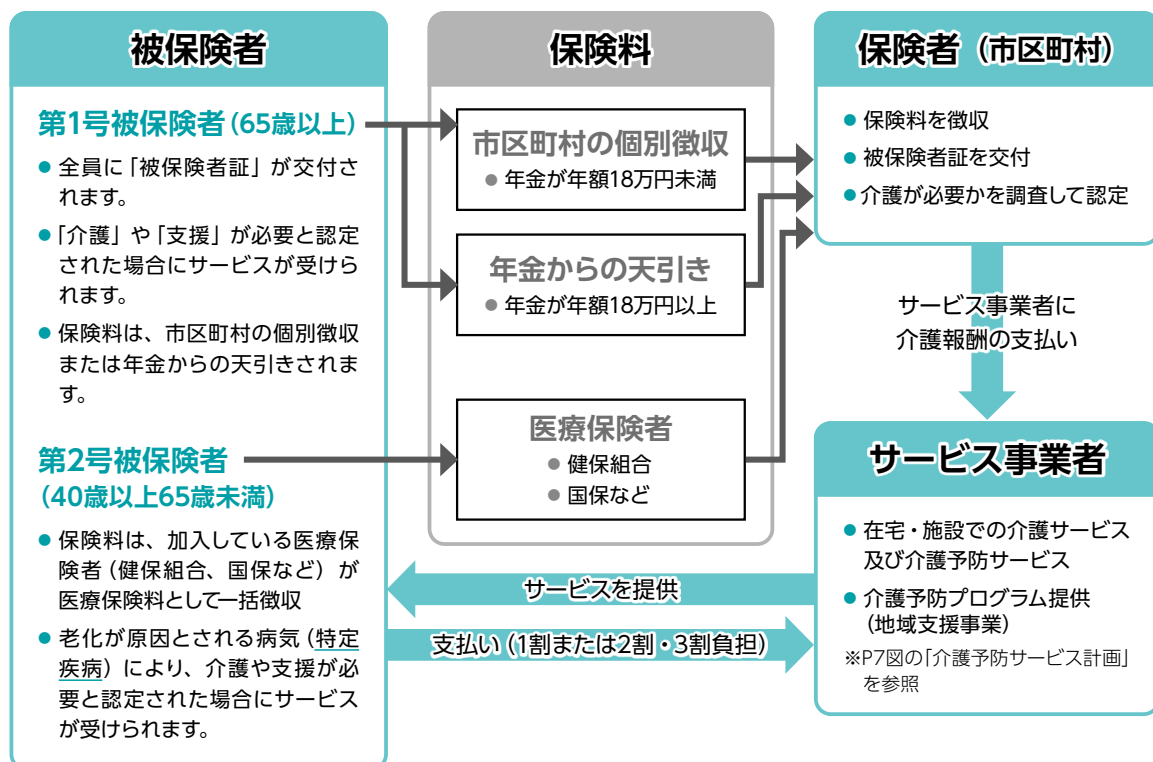 被保険者
第1号被保険者(65歳以上)
● 全員に「被保険者証」が交付さ
れます。
●「介護」や「支援」が必要と認定
された場合にサービスが受けら
れます。
● 保険料は、市区町村の個別徴収
または年金からの天引きされま
す。
第2号被保険者
(40歳以上65歳未満)
● 保険料は、加入している医療保
険者(健保組合、国保など)が
医療保険料として一括徴収
● 老化が原因とされる病気(特定
疾病)により、介護や支援が必
要と認定された場合にサービス
が受けられます。
保険料
市区町村の個別徴収
● 年金が年額18万円未満
年金からの天引き
● 年金が年額18万円以上
医療保険者
● 健保組合
● 国保など
保険者(市区町村)
● 保険料を徴収
● 被保険者証を交付
● 介護が必要かを調査して認定
サービス事業者に
介護報酬の支払い
サービス事業者
● 在宅・施設での介護サービス
及び介護予防サービス
● 介護予防プログラム提供
(地域支援事業)
※P7図の「介護予防サービス計画」
を参照
サービスを提供
支払い(1割または2割・3割負担)